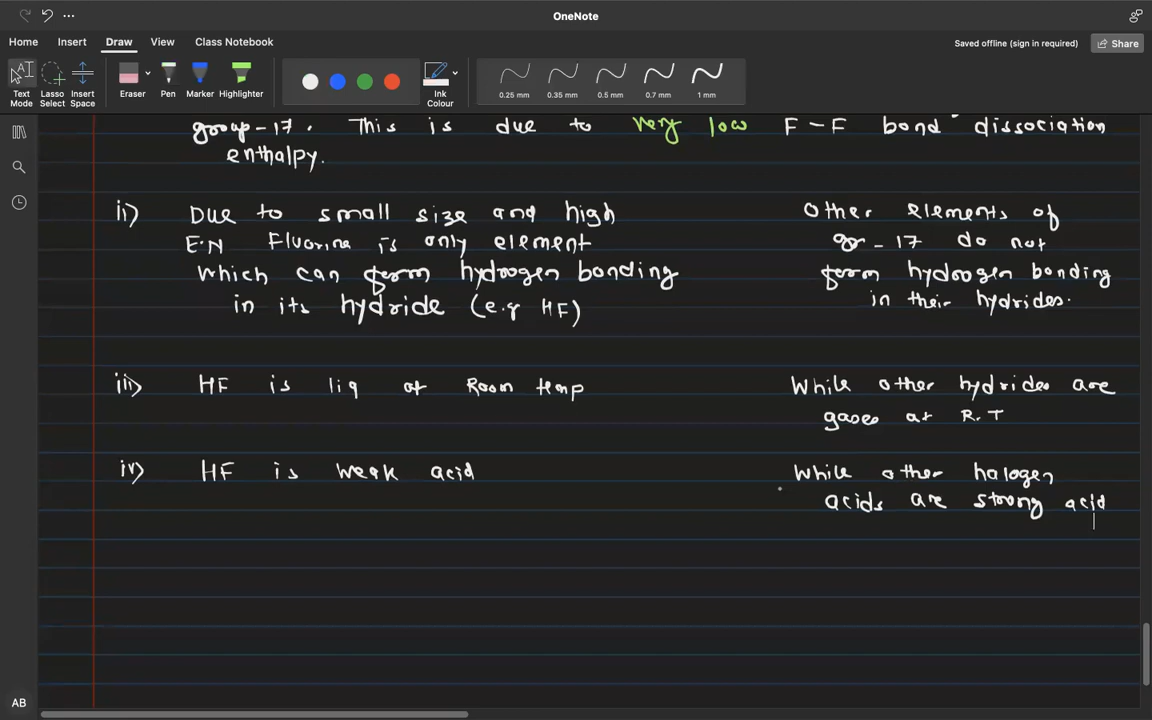 OneNote
Home Insert Draw View Class Notebook
Saved offline (sign in required) Share
Text Mode
Lasso Select
Insert Space
Eraser
Pen
Marker
Highlighter
Ink Colour
0.25 mm 0.35 mm 0.5 mm 0.7 mm 1 mm
group-17. This is due to very low F-F bond dissociation
enthalpy.
ii) Due to small size and high
E.N Fluorine is only element
which can form hydrogen bonding
in its hydride (e.g HF)
Other elements of
gr-17 do not
form hydrogen bonding
in their hydrides.
iii) HF is liq at Room temp
While other hydrides are
gases at R.T
iv) HF is weak acid
While other halogen
acids are strong acid
AB